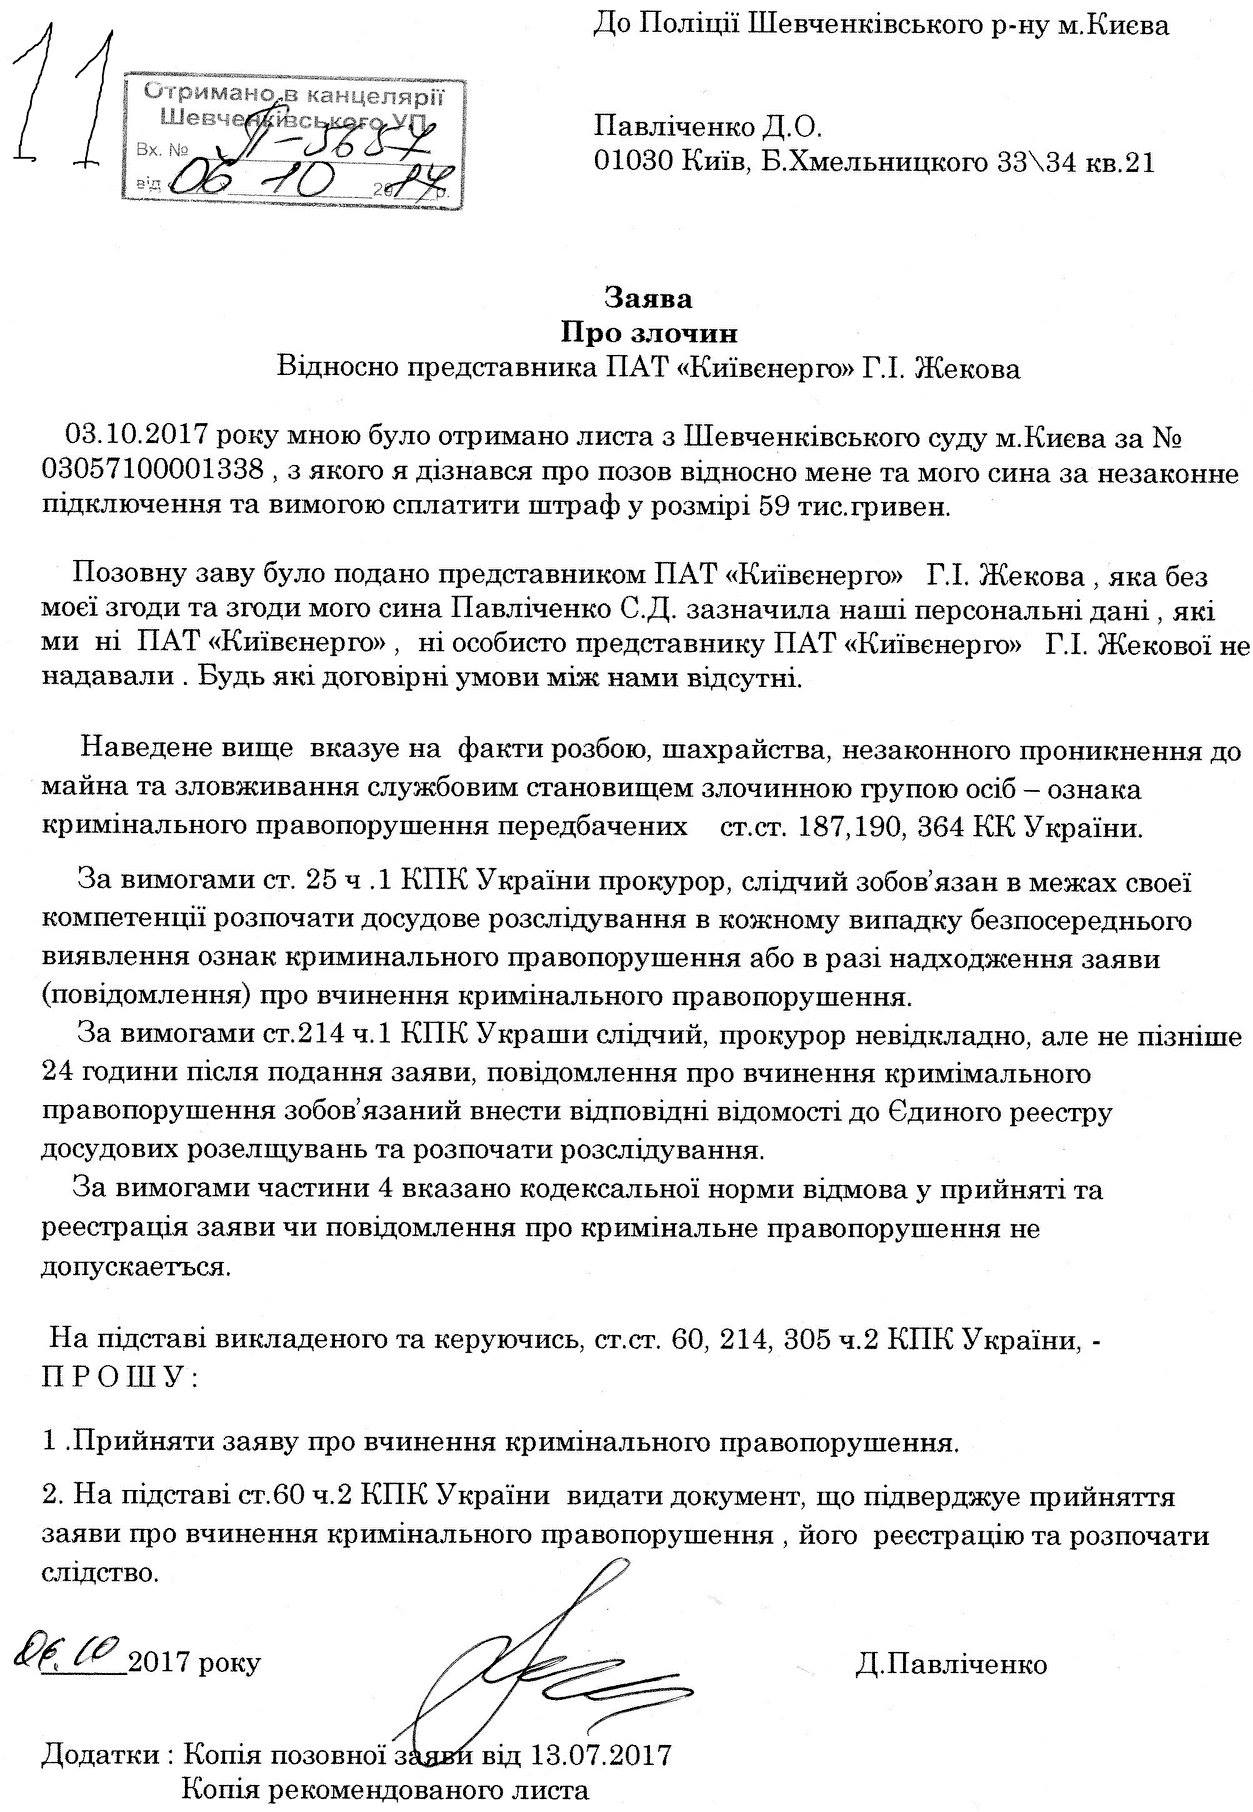 До Поліції Шевченківського р-ну м.Києва
11
Отримано в канцелярії
Шевченківського УП
Вх. № П-5657
від 06 10 2017 р.
Павліченко Д.О.
01030 Київ, Б.Хмельницкого 33\34 кв.21
Заява
Про злочин
Відносно представника ПАТ «Київєнерго» Г.І. Жекова
03.10.2017 року мною було отримано листа з Шевченківського суду м.Києва за №
03057100001338 , з якого я дізнався про позов відносно мене та мого сина за незаконне
підключення та вимогою сплатити штраф у розмірі 59 тис.гривен.
Позовну заву було подано представником ПАТ «Київєнерго» Г.І. Жекова , яка без
моєї згоди та згоди мого сина Павліченко С.Д. зазначила наші персональні дані , які
ми ні ПАТ «Київєнерго» , ні особисто представнику ПАТ «Київєнерго» Г.І. Жекової не
надавали . Будь які договірні умови між нами відсутні.
Наведене вище вказує на факти розбою, шахрайства, незаконного проникнення до
майна та зловживання службовим становищем злочинною групою осіб – ознака
кримінального правопорушення передбачених ст.ст. 187,190, 364 КК України.
За вимогами ст. 25 ч .1 КПК України прокурор, слідчий зобов’язан в межах своєї
компетенції розпочати досудове розслідування в кожному випадку безпосереднього
виявлення ознак криминального правопорушення або в разі надходження заяви
(повідомлення) про вчинення кримінального правопорушення.
За вимогами ст.214 ч.1 КПК Украши слідчий, прокурор невідкладно, але не пізніше
24 години після подання заяви, повідомлення про вчинення кримімального
правопорушення зобов’язаний внести відповідні відомості до Єдиного реестру
досудових розелщувань та розпочати розслідування.
За вимогами частини 4 вказано кодексальної норми відмова у прийняті та
реестрація заяви чи повідомлення про кримінальне правопорушення не
допускаеться.
На підставі викладеного та керуючись, ст.ст. 60, 214, 305 ч.2 КПК України, -
П Р О Ш У :
1 .Прийняти заяву про вчинення кримінального правопорушення.
2. На підставі ст.60 ч.2 КПК України видати документ, що підверджує прийняття
заяви про вчинення кримінального правопорушення , його реєстрацію та розпочати
слідство.
06.10 2017 року
Д.Павліченко
Додатки : Копія позовної заяви від 13.07.2017
Копія рекомендованого листа